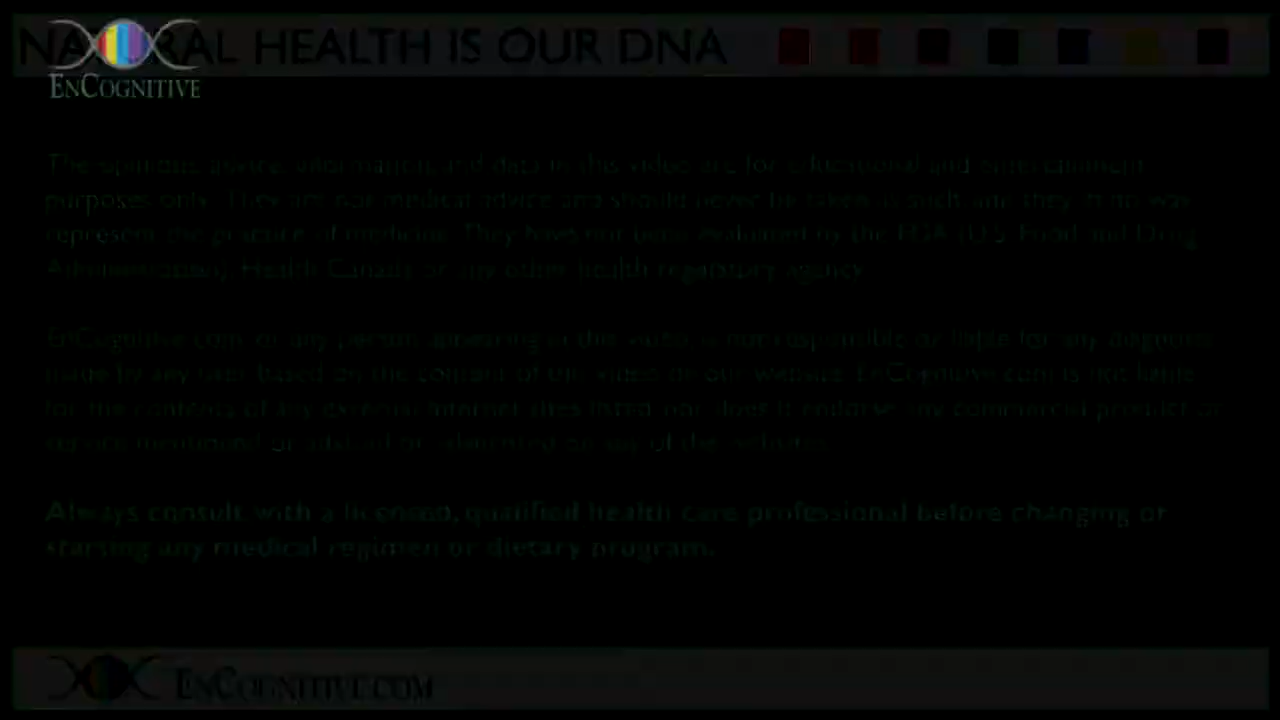 NATURAL HEALTH IS OUR DNA
ENCOGNITIVE
The opinions, advice, information and data in this video are for educational and entertainment
purposes only. They are not medical advice and should never be taken as such and they in no way
represent the practice of medicine. They have not been evaluated by the FDA (U.S. Food and Drug
Administration), Health Canada or any other health regulatory agency.
EnCognitive.com, or any person appearing in this video, is not responsible or liable for any diagnosis
made by any user based on the content of this video or our website. EnCognitive.com is not liable
for the contents of any external internet sites listed, nor does it endorse any commercial product or
service mentioned or advised or advertised on any of the websites.
Always consult with a licensed, qualified health care professional before changing or
starting any medical regimen or dietary program.
ENCOGNITIVE.COM